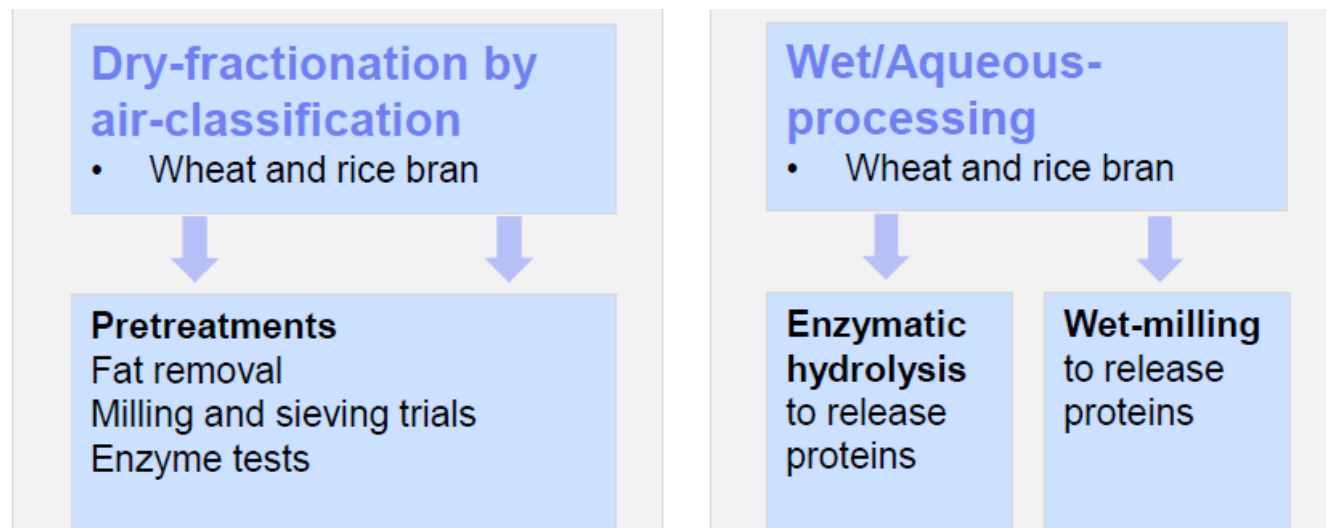 Dry-fractionation by
air-classification
• Wheat and rice bran
Pretreatments
Fat removal
Milling and sieving trials
Enzyme tests
Wet/Aqueous-
processing
• Wheat and rice bran
Enzymatic
hydrolysis
to release
proteins
Wet-milling
to release
proteins